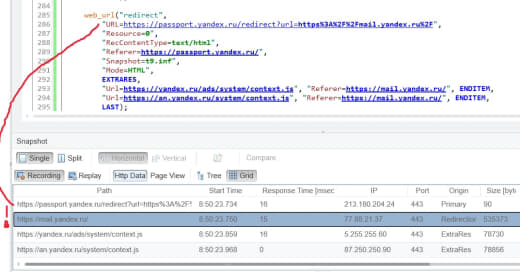 284
285 web_url("redirect",
286 "URL=https://passport.yandex.ru/redirect?url=https%3A%2F%2Fmail.yandex.ru%2F",
287 "Resource=0",
288 "RecContentType=text/html",
289 "Referer=https://passport.yandex.ru/",
290 "Snapshot=t9.inf",
291 "Mode=HTML",
292 EXTRARES,
293 "Url=https://yandex.ru/ads/system/context.js", "Referer=https://mail.yandex.ru/", ENDITEM,
294 "Url=https://an.yandex.ru/system/context.js", "Referer=https://mail.yandex.ru/", ENDITEM,
295 LAST);
Snapshot
Single Split Horizontal Vertical Compare
Recording Replay Http Data Page View Tree Grid
Path Start Time Response Time [msec IP Port Origin Size [byte
https://passport.yandex.ru/redirect?url=https%3A%2F% 8:50:23.734 16 213.180.204.24 443 Primary 90
https://mail.yandex.ru/ 8:50:23.750 15 77.88.21.37 443 Redirection 535373
https://yandex.ru/ads/system/context.js 8:50:23.859 16 5.255.255.60 443 ExtraRes 78730
https://an.yandex.ru/system/context.js 8:50:23.968 0 87.250.250.90 443 ExtraRes 78856